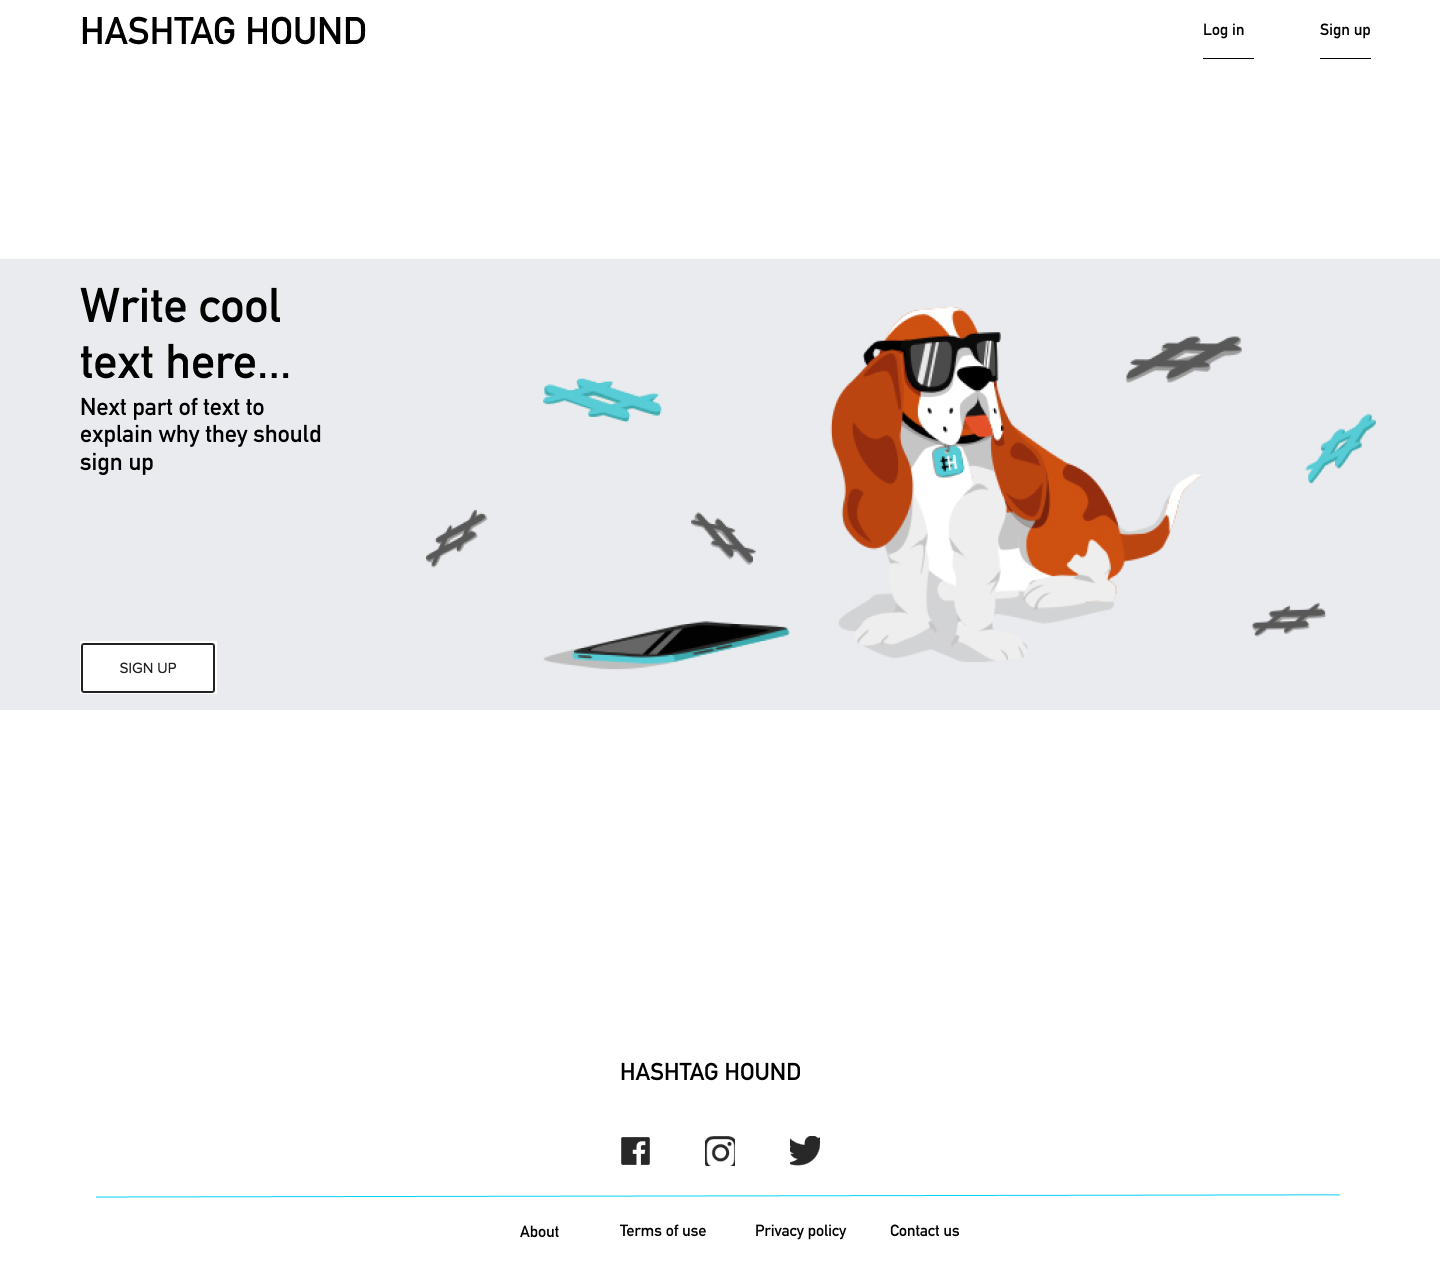 HASHTAG HOUND
Log in
Sign up
Write cool
text here...
Next part of text to
explain why they should
sign up
#H
SIGN UP
HASHTAG HOUND
About
Terms of use
Privacy policy
Contact us